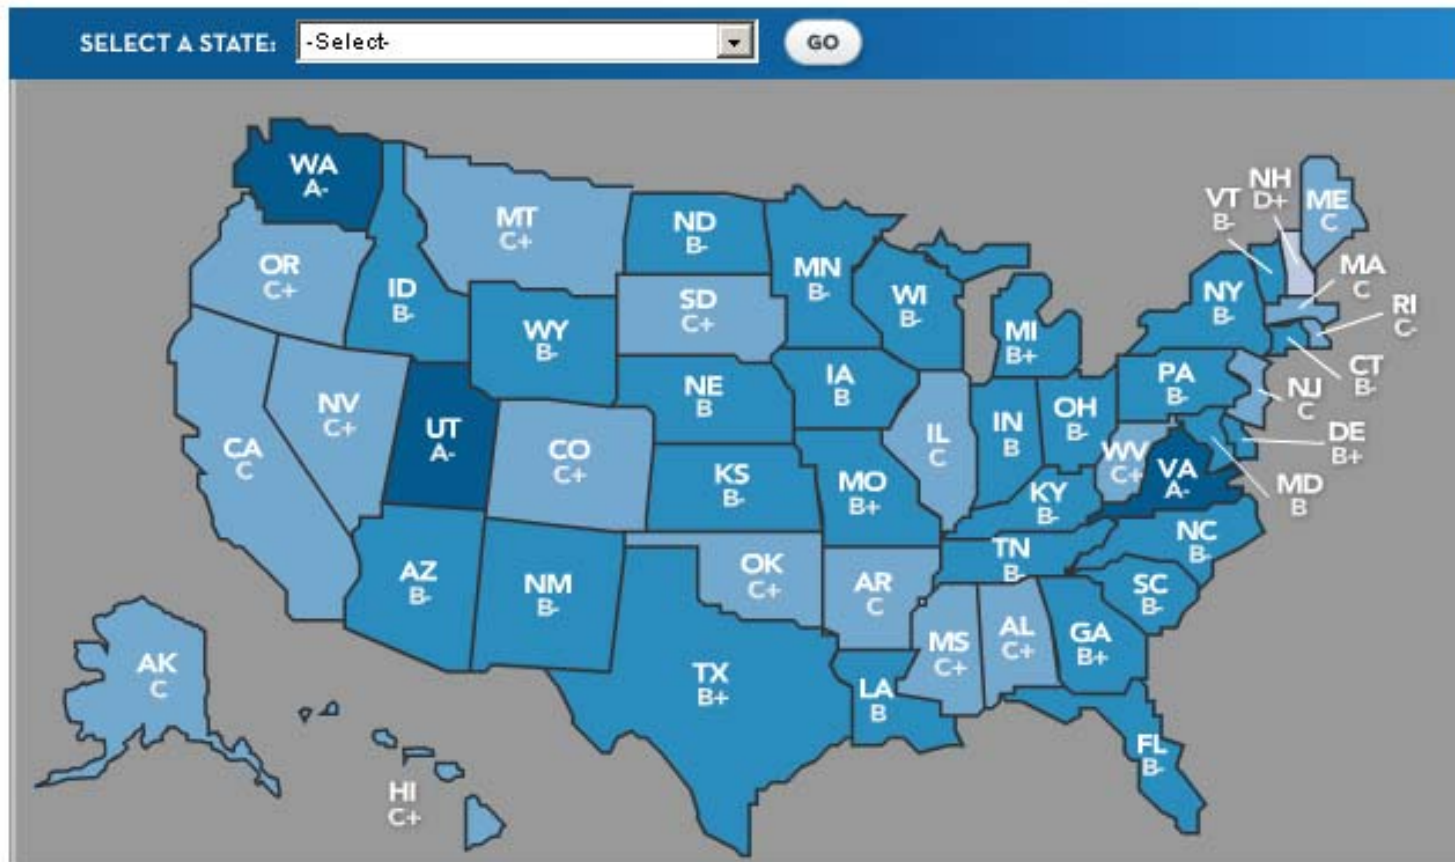 SELECT A STATE:
-Select-
GO
WA
A-
MT
C+
ND
B-
MN
B-
VT
B-
NH
D+
ME
C
OR
C+
ID
B-
WY
B-
SD
C+
WI
B-
MI
B+
NY
B-
MA
C
RI
C-
CT
B-
NJ
C
PA
B-
NE
B
IA
B
NV
C+
UT
A-
CO
C+
CA
C
KS
B-
MO
B+
IL
C
IN
B
OH
B-
WV
C+
VA
A-
DE
B+
MD
B
KY
B-
NC
B-
TN
B-
SC
B-
AZ
B-
NM
B-
OK
C+
AR
C
MS
C+
AL
C+
GA
B+
TX
B+
LA
B
FL
B-
AK
C
HI
C+